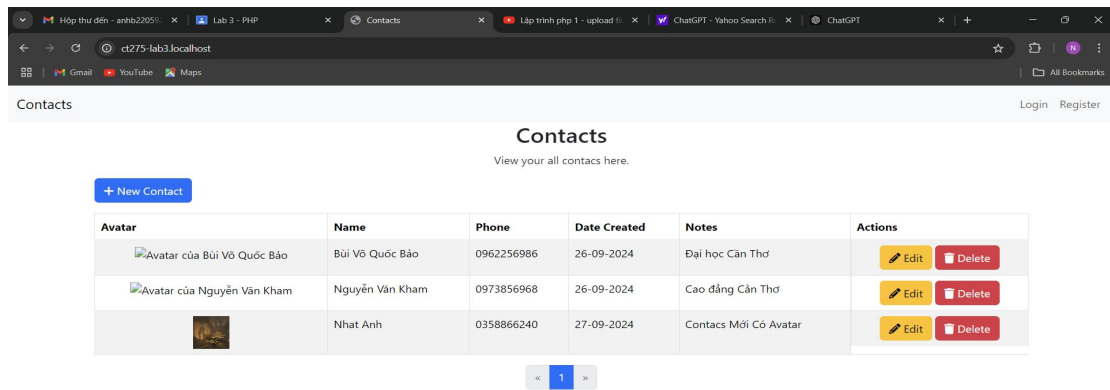 Hộp thư đến - anhb22059 Lab 3 - PHP Contacts Lập trình php 1 - upload fi ChatGPT - Yahoo Search R ChatGPT
ct275-lab3.localhost N
Gmail YouTube Maps All Bookmarks
Contacts Login Register
Contacts
View your all contacs here.
+ New Contact
Avatar Name Phone Date Created Notes Actions
Avatar của Bùi Võ Quốc Bảo Bùi Võ Quốc Bảo 0962256986 26-09-2024 Đại học Cần Thơ Edit Delete
Avatar của Nguyễn Văn Kham Nguyễn Văn Kham 0973856968 26-09-2024 Cao đẳng Cần Thơ Edit Delete
Nhat Anh 0358866240 27-09-2024 Contacs Mới Có Avatar Edit Delete
« 1 »